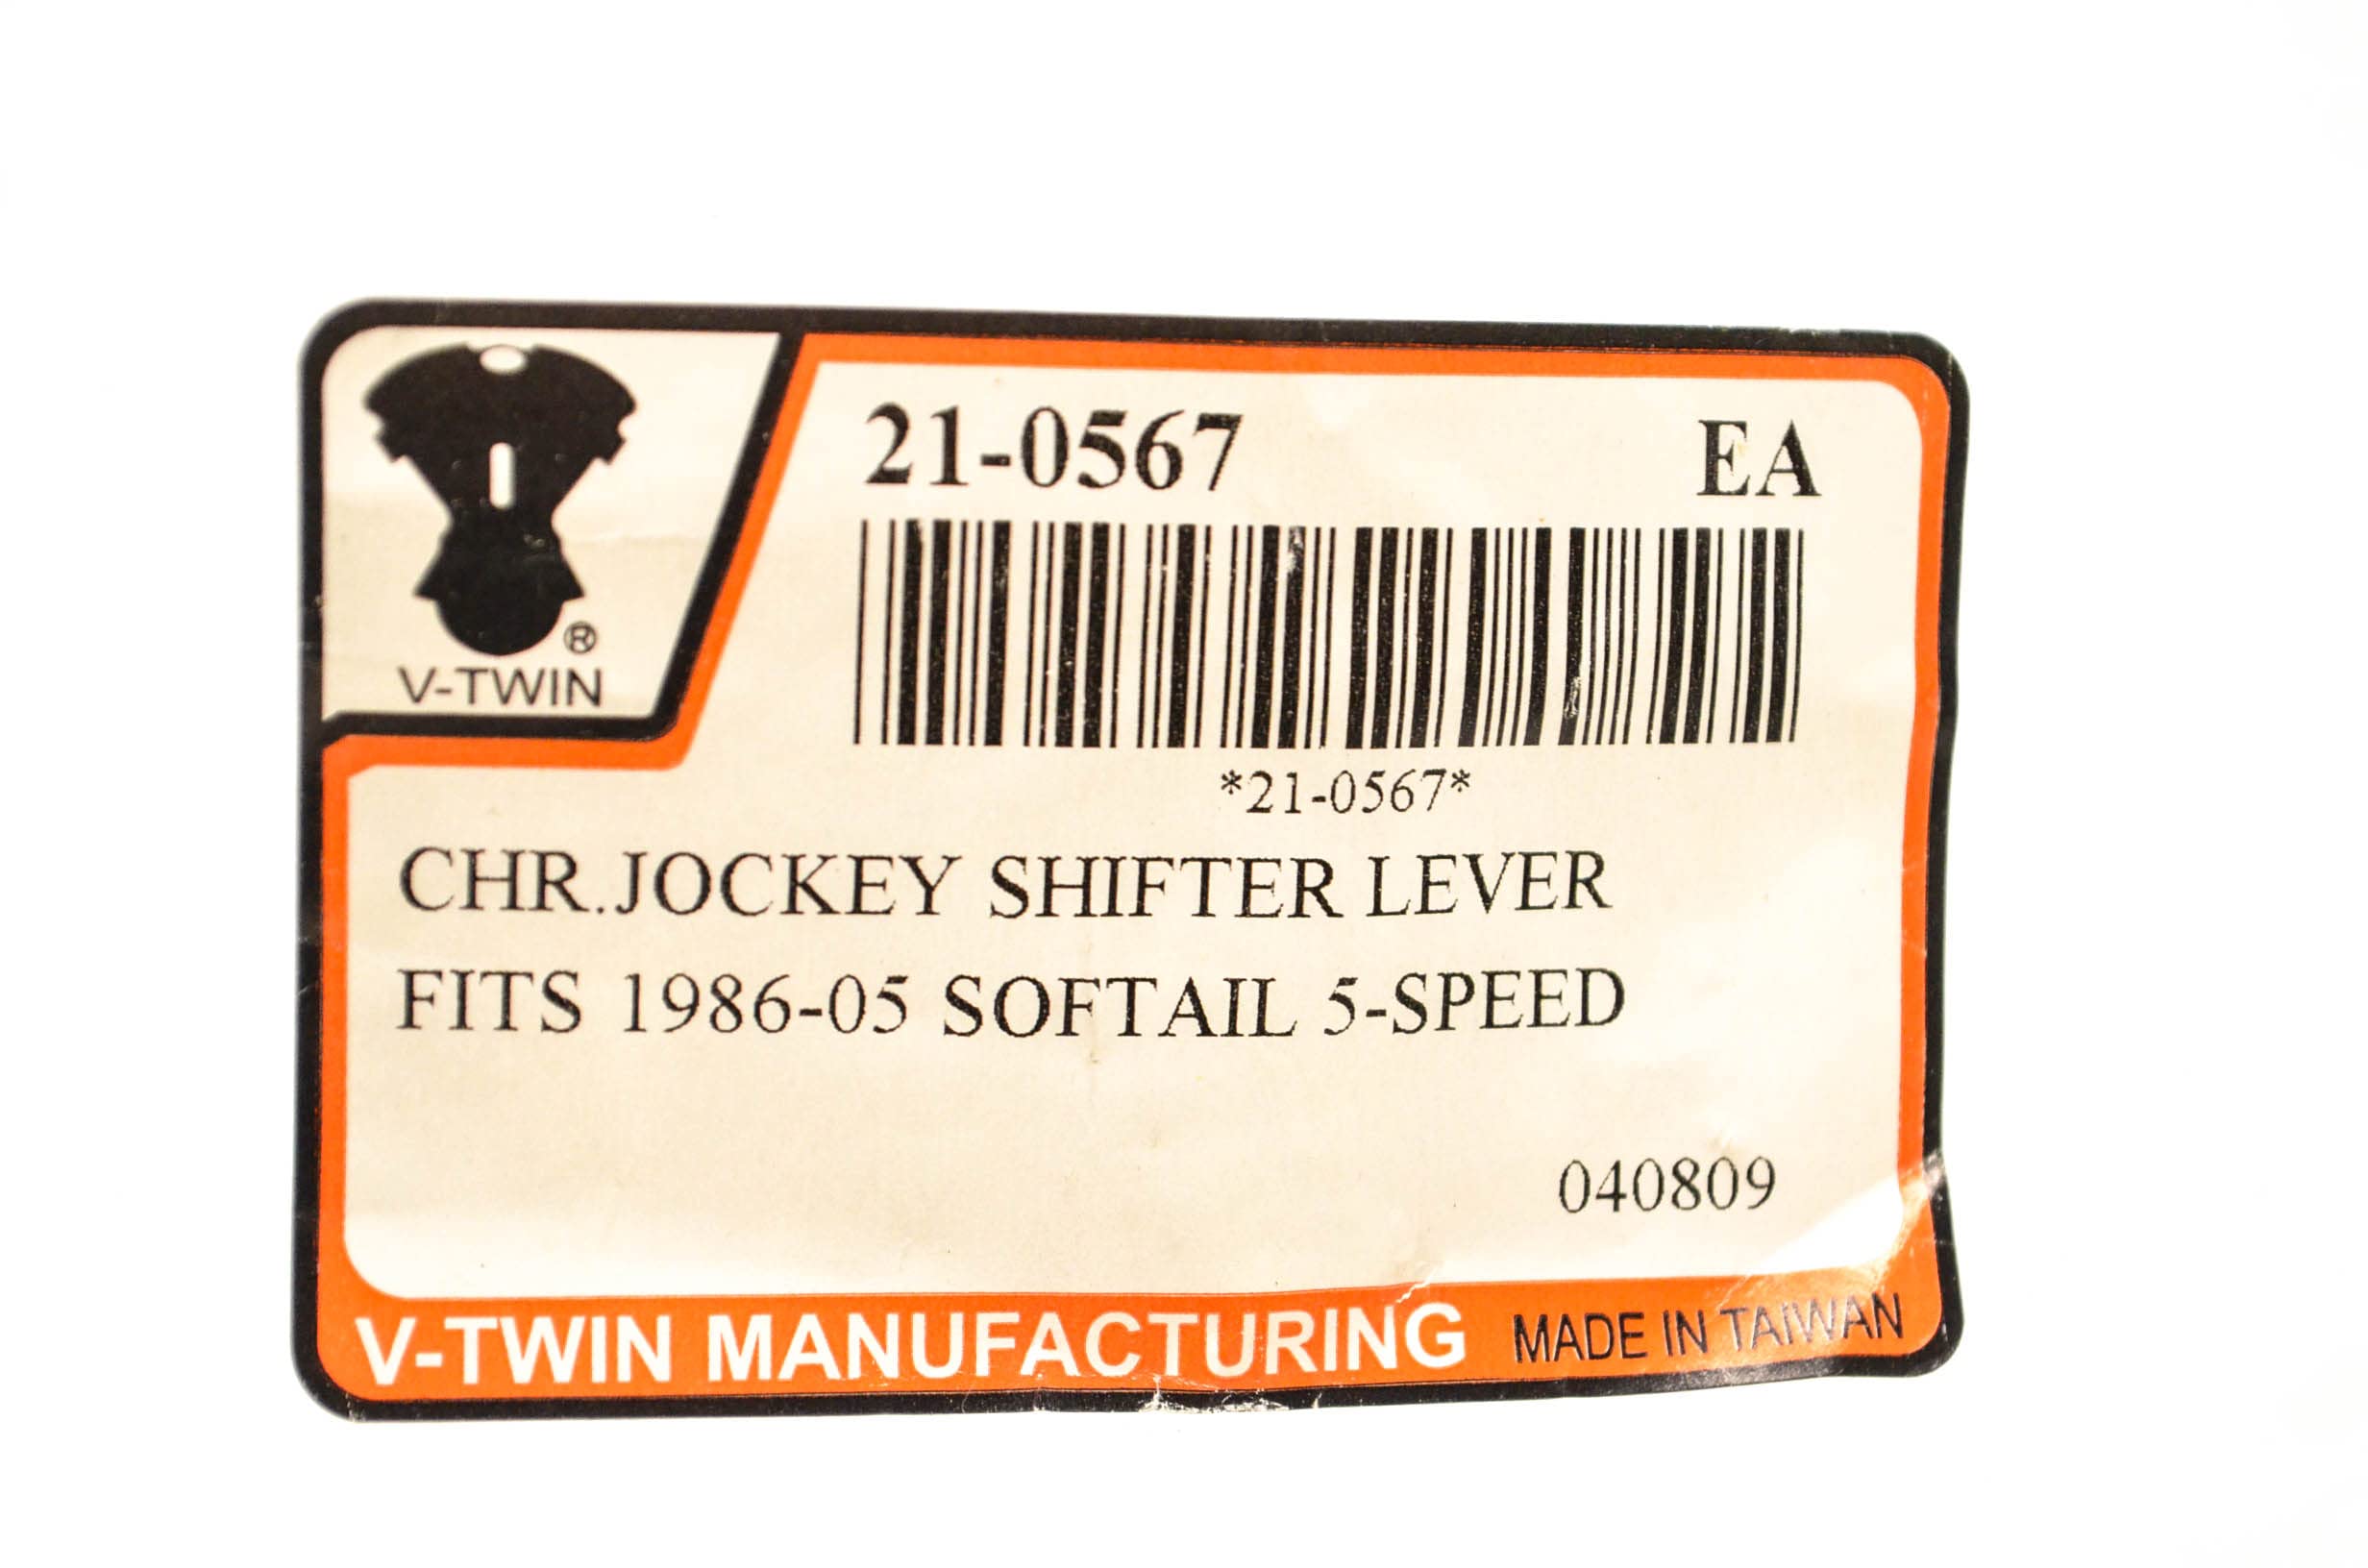 21-0567 EA
®
V-TWIN
*21-0567*
CHR.JOCKEY SHIFTER LEVER
FITS 1986-05 SOFTAIL 5-SPEED
040809
V-TWIN MANUFACTURING MADE IN TAIWAN